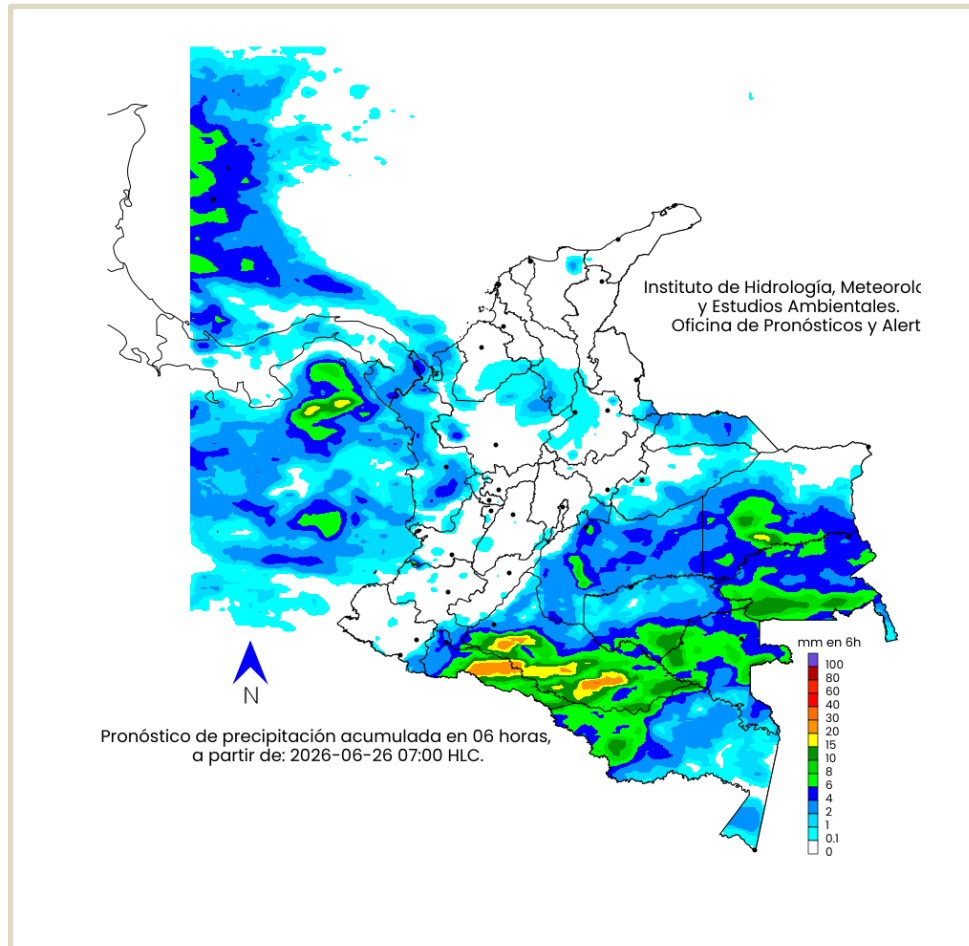 Instituto de Hidrología, Meteorolo
y Estudios Ambientales.
Oficina de Pronósticos y Alert
mm en 6h
100
80
60
40
30
20
15
10
8
6
4
2
1
0.1
0
N
Pronóstico de precipitación acumulada en 06 horas,
a partir de: 2026-06-26 07:00 HLC.